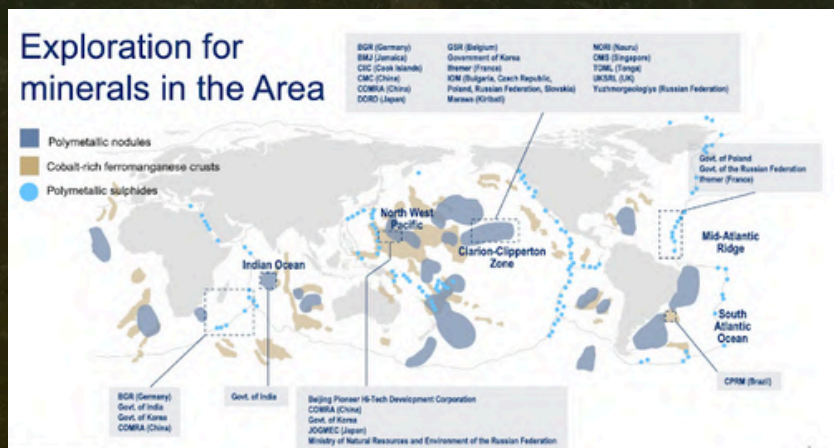 Exploration for
minerals in the Area
Polymetallic nodules
Cobalt-rich ferromanganese crusts
Polymetallic sulphides
BGR (Germany)
BMJ (Jamaica)
CIIC (Cook Islands)
CMC (China)
COMRA (China)
DORD (Japan)
GSR (Belgium)
Government of Korea
Ifremer (France)
IOM (Bulgaria, Czech Republic,
Poland, Russian Federation, Slovakia)
Marawa (Kiribati)
NORI (Nauru)
OMS (Singapore)
TOML (Tonga)
UKSRL (UK)
Yuzhmorgeologiya (Russian Federation)
Govt. of Poland
Govt. of the Russian Federation
Ifremer (France)
North West
Pacific
Clarion-Clipperton
Zone
Mid-Atlantic
Ridge
Indian Ocean
South
Atlantic
Ocean
CPRM (Brazil)
BGR (Germany)
Govt. of India
Govt. of Korea
COMRA (China)
Govt. of India
Beijing Pioneer Hi-Tech Development Corporation
COMRA (China)
Govt. of Korea
JOGMEC (Japan)
Ministry of Natural Resources and Environment of the Russian Federation